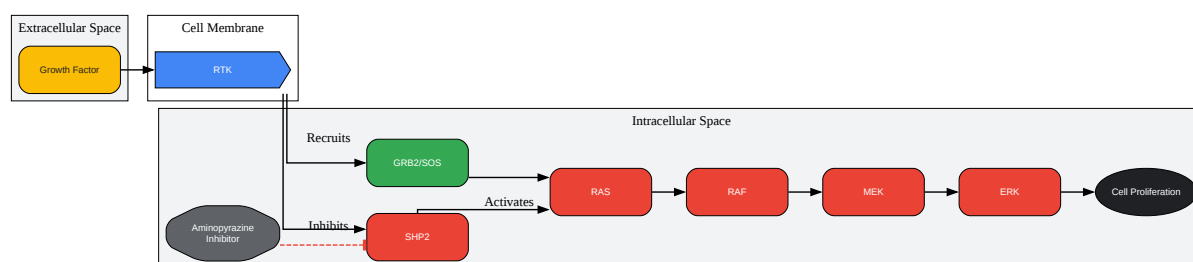 Extracellular Space
Cell Membrane
Growth Factor
RTK
Intracellular Space
Recruits
GRB2/SOS
RAS
RAF
MEK
ERK
Cell Proliferation
Activates
Aminopyrazine
Inhibitor
Inhibits
SHP2